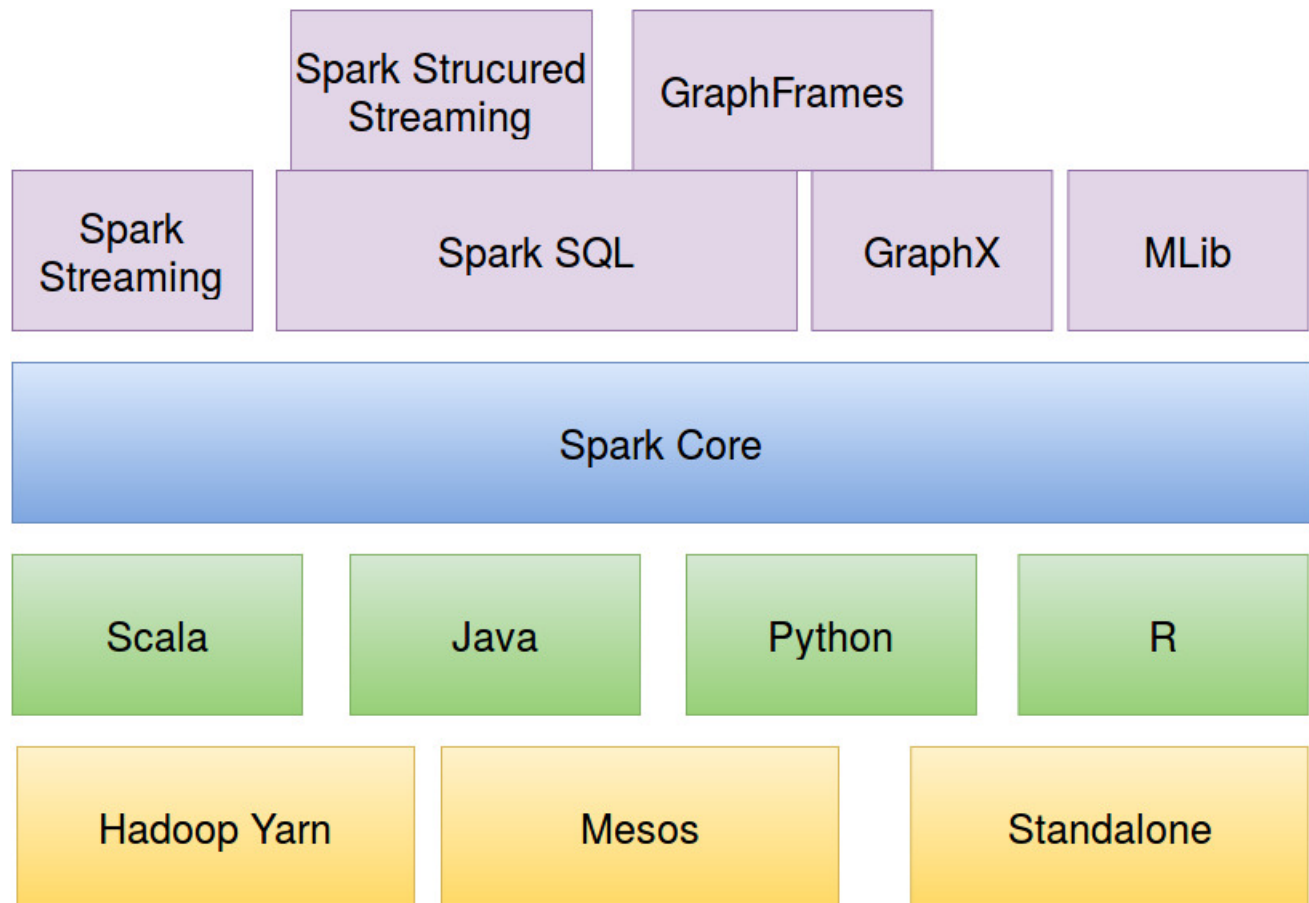 Spark Strucured
Streaming
GraphFrames
Spark
Streaming
Spark SQL
GraphX
MLib
Spark Core
Scala
Java
Python
R
Hadoop Yarn
Mesos
Standalone